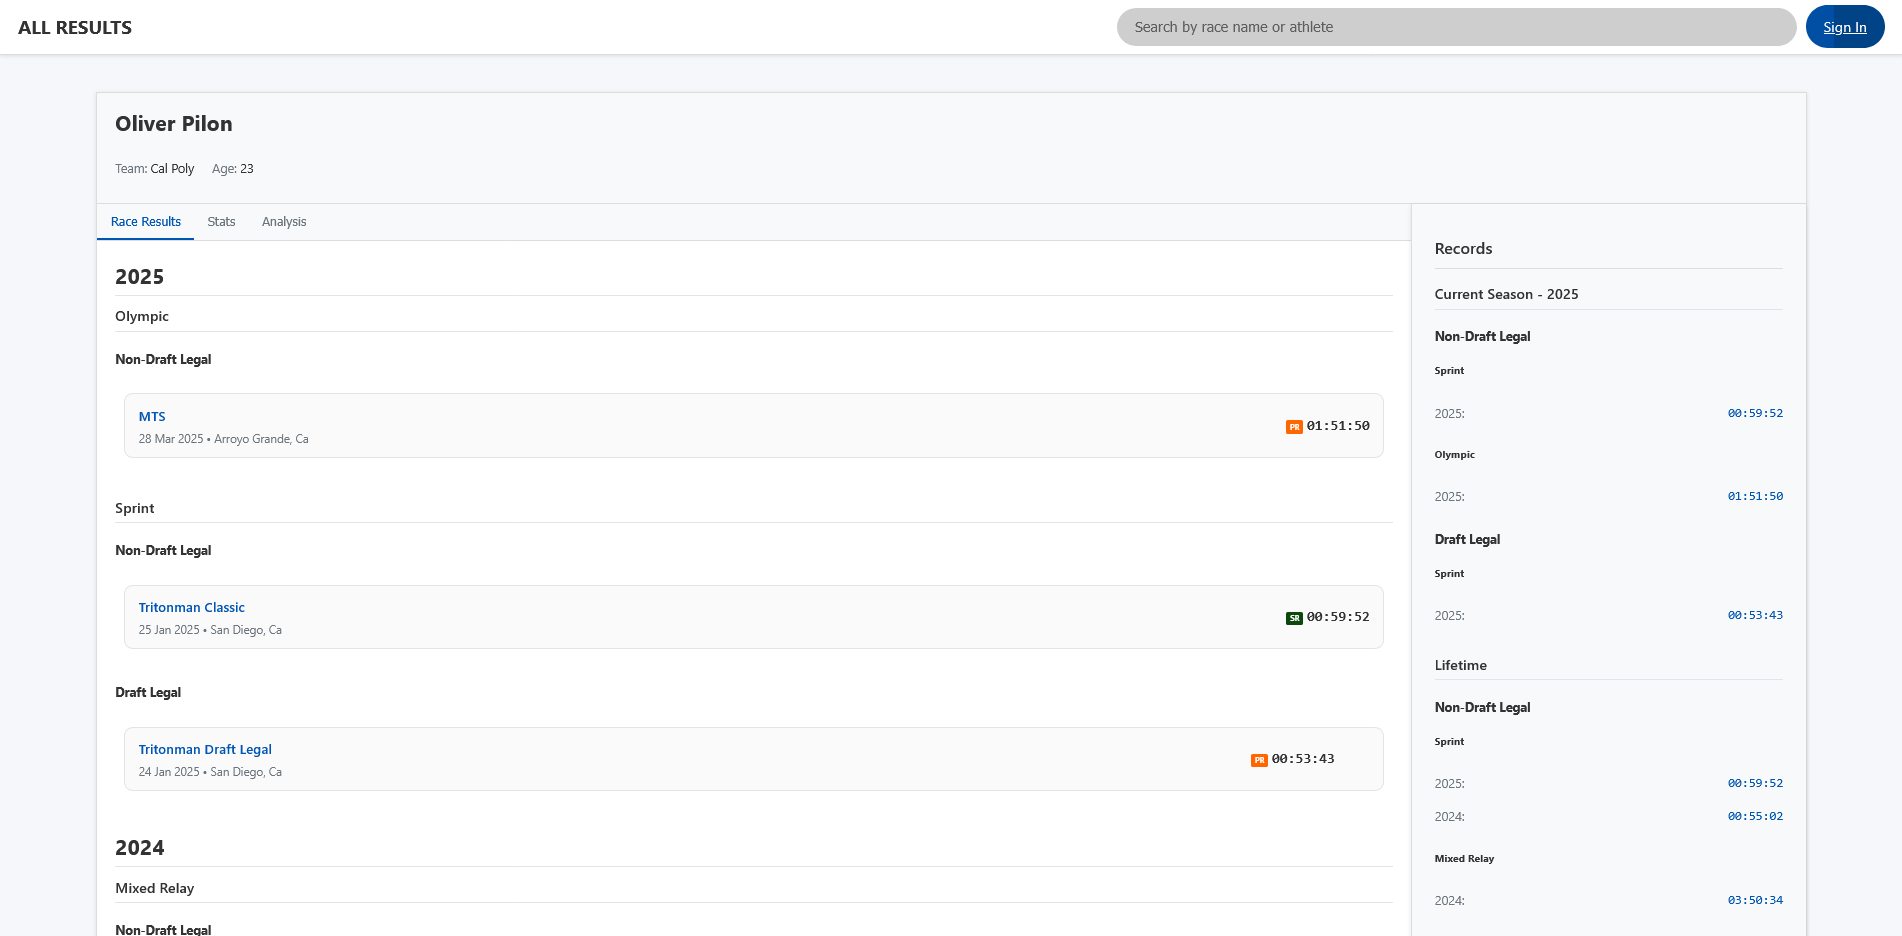 ALL RESULTS
Search by race name or athlete
Sign In
Oliver Pilon
Team: Cal Poly Age: 23
Race Results Stats Analysis
2025
Olympic
Non-Draft Legal
MTS
28 Mar 2025 • Arroyo Grande, Ca
PR 01:51:50
Sprint
Non-Draft Legal
Tritonman Classic
25 Jan 2025 • San Diego, Ca
SR 00:59:52
Draft Legal
Tritonman Draft Legal
24 Jan 2025 • San Diego, Ca
PR 00:53:43
2024
Mixed Relay
Non-Draft Legal
Records
Current Season - 2025
Non-Draft Legal
Sprint
2025: 00:59:52
Olympic
2025: 01:51:50
Draft Legal
Sprint
2025: 00:53:43
Lifetime
Non-Draft Legal
Sprint
2025: 00:59:52
2024: 00:55:02
Mixed Relay
2024: 03:50:34